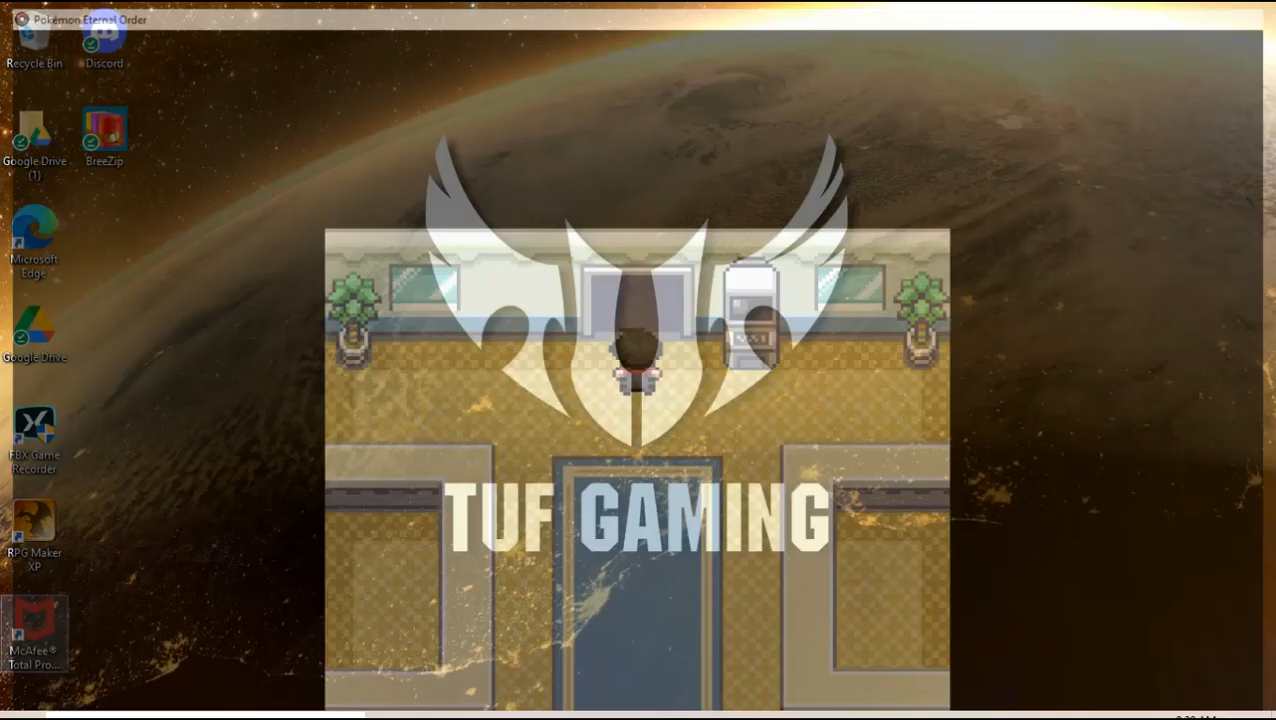 Pokémon Eternal Order
Recycle Bin
Discord
Google Drive
(1)
BreeZip
Microsoft
Edge
Google Drive
FBX Game
Recorder
RPG Maker
XP
McAfee®
Total Pro...
TUF GAMING